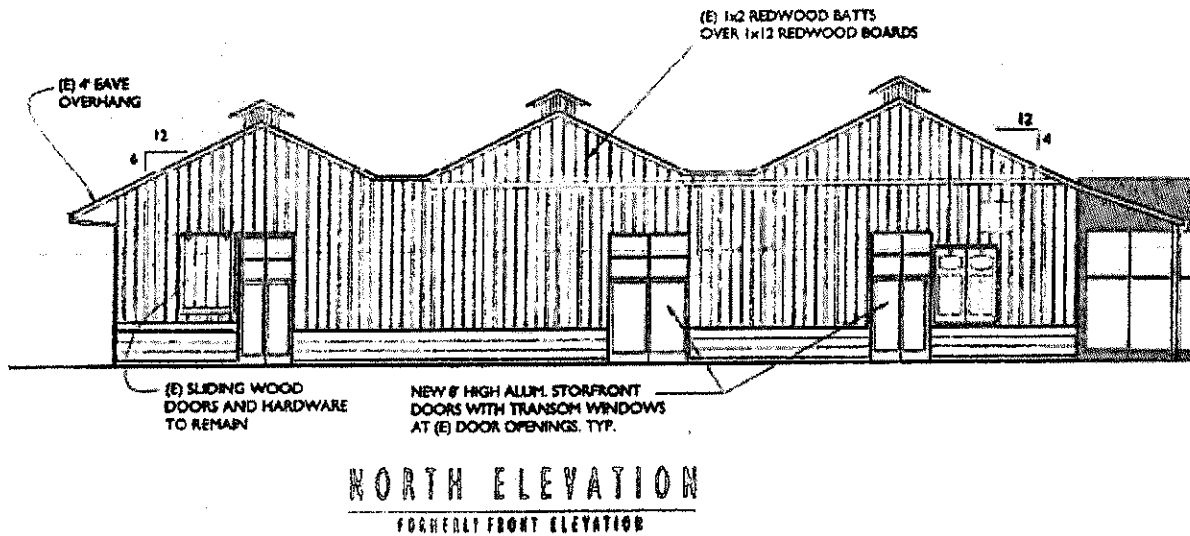 (E) 1x2 REDWOOD BATTS
OVER 1x12 REDWOOD BOARDS
(E) 4' EAVE
OVERHANG
12
6
12
4
(E) SLIDING WOOD
DOORS AND HARDWARE
TO REMAIN
NEW 8' HIGH ALUM. STORFRONT
DOORS WITH TRANSOM WINDOWS
AT (E) DOOR OPENINGS. TYP.
NORTH ELEVATION
FORMERLY FRONT ELEVATION